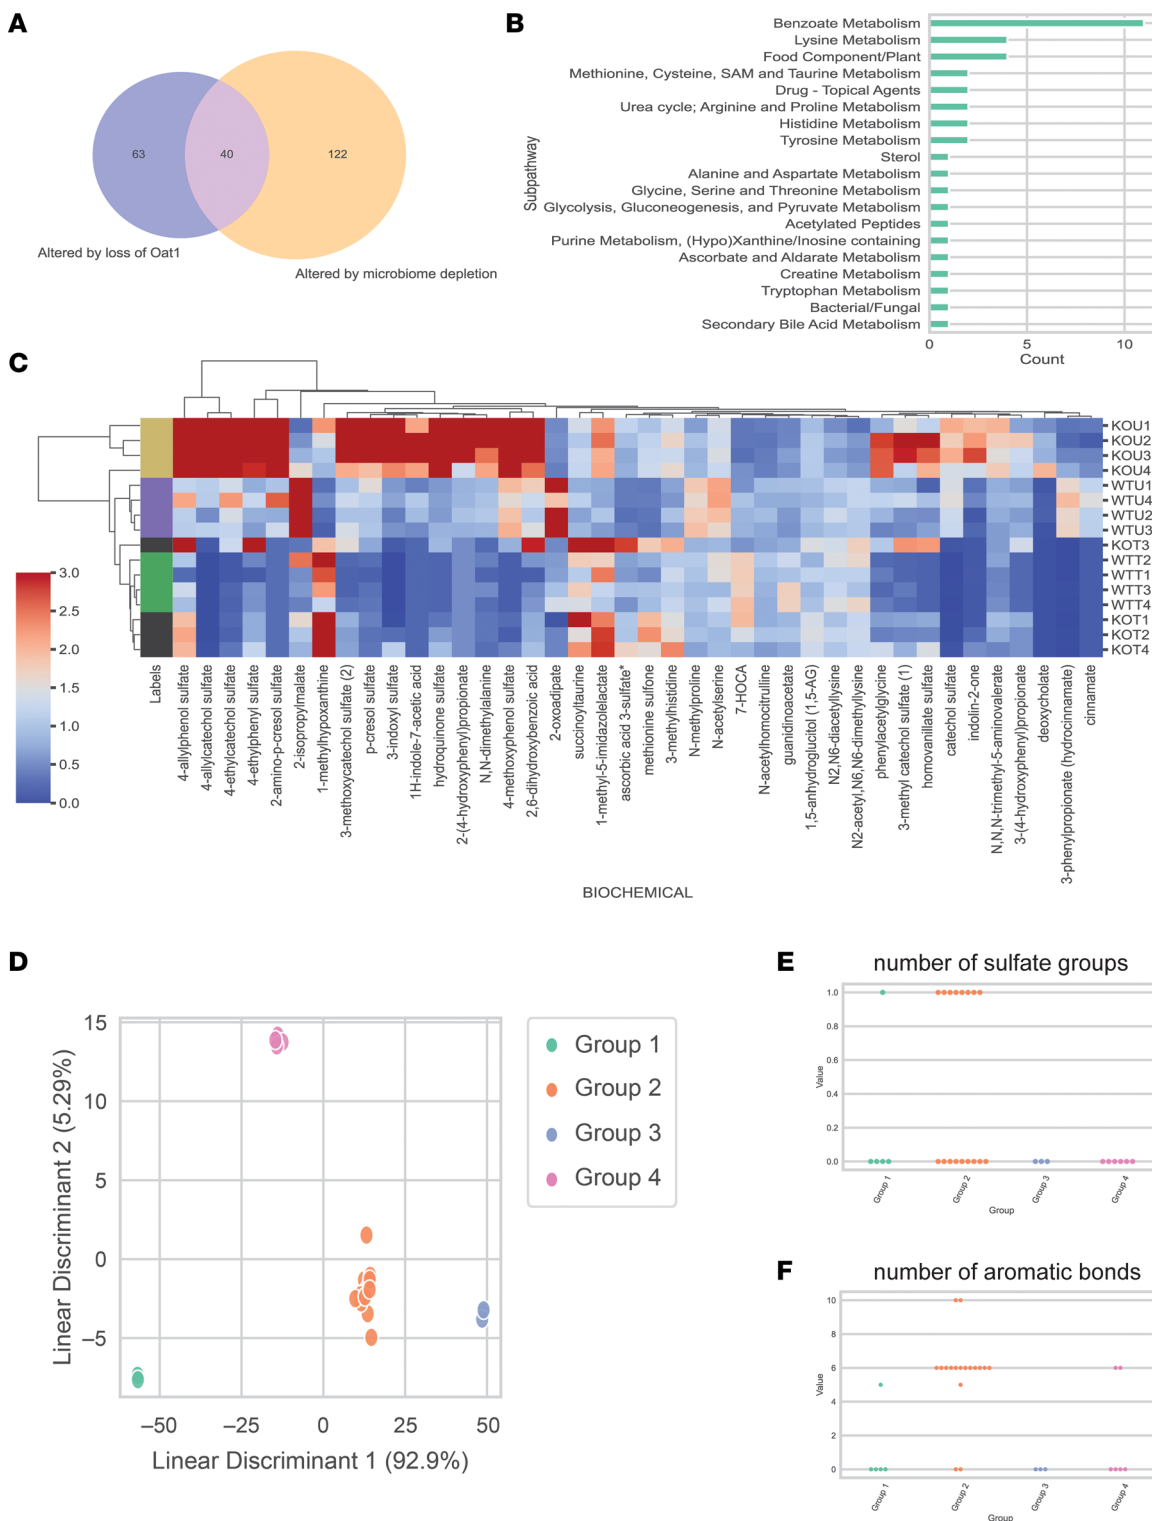 A
63
40
122
Altered by loss of Oat1
Altered by microbiome depletion
B
Subpathway
Benzoate Metabolism
Lysine Metabolism
Food Component/Plant
Methionine, Cysteine, SAM and Taurine Metabolism
Drug - Topical Agents
Urea cycle; Arginine and Proline Metabolism
Histidine Metabolism
Tyrosine Metabolism
Sterol
Alanine and Aspartate Metabolism
Glycine, Serine and Threonine Metabolism
Glycolysis, Gluconeogenesis, and Pyruvate Metabolism
Acetylated Peptides
Purine Metabolism, (Hypo)Xanthine/Inosine containing
Ascorbate and Aldarate Metabolism
Creatine Metabolism
Tryptophan Metabolism
Bacterial/Fungal
Secondary Bile Acid Metabolism
0
5
10
Count
C
KOU1
KOU2
KOU3
KOU4
WTU1
WTU4
WTU2
WTU3
KOT3
WTT2
WTT1
WTT3
WTT4
KOT1
KOT2
KOT4
3.0
2.5
2.0
1.5
1.0
0.5
0.0
Labels
4-allylphenol sulfate
4-allylcatechol sulfate
4-ethylcatechol sulfate
4-ethylphenyl sulfate
2-amino-p-cresol sulfate
2-isopropylmalate
1-methylhypoxanthine
3-methoxycatechol sulfate (2)
p-cresol sulfate
3-indoxyl sulfate
1H-indole-7-acetic acid
hydroquinone sulfate
2-(4-hydroxyphenyl)propionate
N,N-dimethylalanine
4-methoxyphenol sulfate
2,6-dihydroxybenzoic acid
2-oxoadipate
succinoyltaurine
1-methyl-5-imidazolelactate
ascorbic acid 3-sulfate*
methionine sulfone
3-methylhistidine
N-methylproline
N-acetylserine
7-HOCA
N-acetylhomocitrulline
guanidinoacetate
1,5-anhydroglucitol (1,5-AG)
N2,N6-diacetyllysine
N2-acetyl,N6,N6-dimethyllysine
phenylacetylglycine
3-methyl catechol sulfate (1)
homovanillate sulfate
catechol sulfate
indolin-2-one
N,N,N-trimethyl-5-aminovalerate
3-(4-hydroxyphenyl)propionate
deoxycholate
3-phenylpropionate (hydrocinnamate)
cinnamate
BIOCHEMICAL
D
Linear Discriminant 2 (5.29%)
15
10
5
0
−5
−50
−25
0
25
50
Linear Discriminant 1 (92.9%)
Group 1
Group 2
Group 3
Group 4
E
number of sulfate groups
Value
1.0
0.8
0.6
0.4
0.2
0.0
Group 1
Group 2
Group 3
Group 4
Group
F
number of aromatic bonds
Value
10
8
6
4
2
0
Group 1
Group 2
Group 3
Group 4
Group